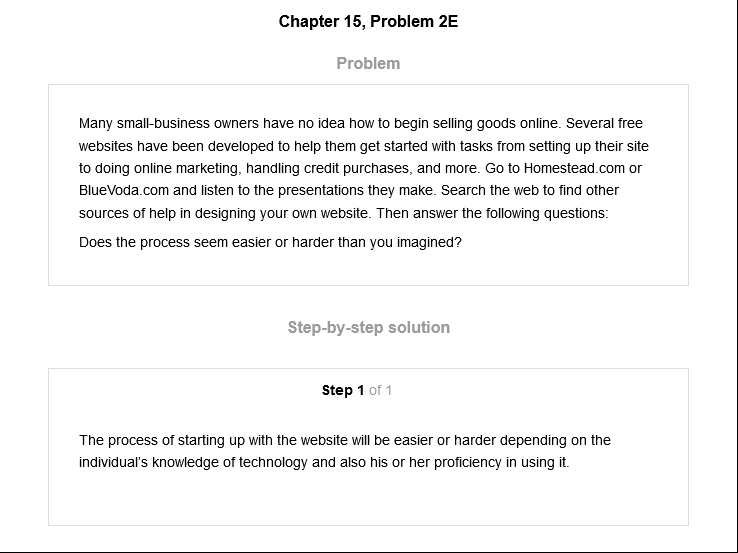 Chapter 15, Problem 2E
Problem
Many small-business owners have no idea how to begin selling goods online. Several free
websites have been developed to help them get started with tasks from setting up their site
to doing online marketing, handling credit purchases, and more. Go to Homestead.com or
BlueVoda.com and listen to the presentations they make. Search the web to find other
sources of help in designing your own website. Then answer the following questions:
Does the process seem easier or harder than you imagined?
Step-by-step solution
Step 1 of 1
The process of starting up with the website will be easier or harder depending on the
individual's knowledge of technology and also his or her proficiency in using it.